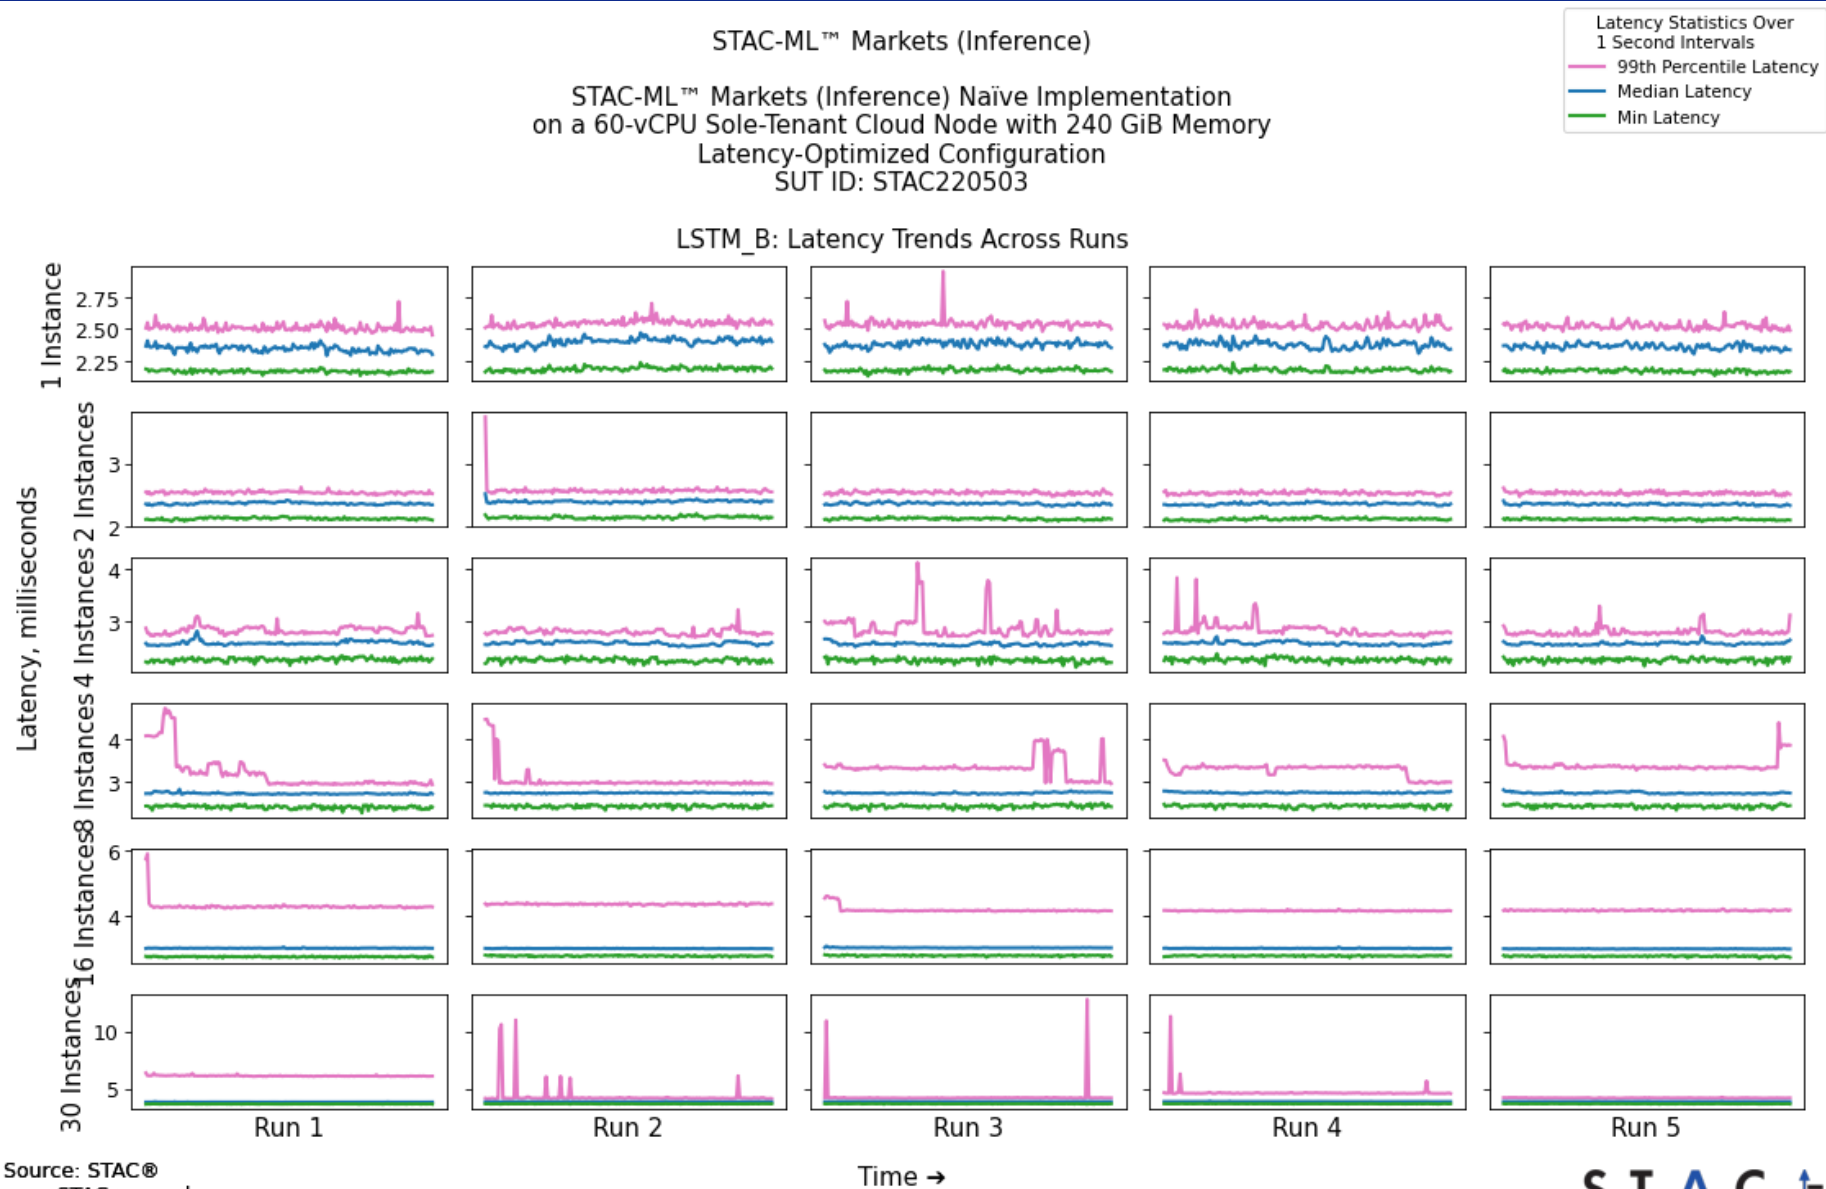 STAC-ML™ Markets (Inference)
STAC-ML™ Markets (Inference) Naïve Implementation
on a 60-vCPU Sole-Tenant Cloud Node with 240 GiB Memory
Latency-Optimized Configuration
SUT ID: STAC220503
Latency Statistics Over
1 Second Intervals
99th Percentile Latency
Median Latency
Min Latency
LSTM_B: Latency Trends Across Runs
Latency, milliseconds
1 Instance
2.75
2.50
2.25
2 Instances
3
2
4 Instances
4
3
8 Instances
4
3
16 Instances
6
4
30 Instances
10
5
Run 1
Run 2
Run 3
Run 4
Run 5
Time →
Source: STAC®
STAC